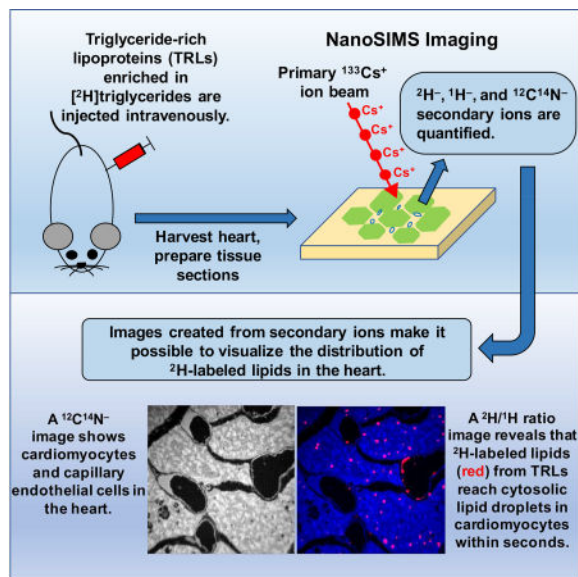 Triglyceride-rich
lipoproteins (TRLs)
enriched in
[²H]triglycerides are
injected intravenously.
NanoSIMS Imaging
Primary ¹³³Cs⁺
ion beam
Cs⁺
Cs⁺
Cs⁺
Cs⁺
²H⁻, ¹H⁻, and ¹²C¹⁴N⁻
secondary ions are
quantified.
Harvest heart,
prepare tissue
sections
Images created from secondary ions make it
possible to visualize the distribution of
²H-labeled lipids in the heart.
A ¹²C¹⁴N⁻
image shows
cardiomyocytes
and capillary
endothelial cells in
the heart.
A ²H/¹H ratio
image reveals that
²H-labeled lipids
(red) from TRLs
reach cytosolic
lipid droplets in
cardiomyocytes
within seconds.